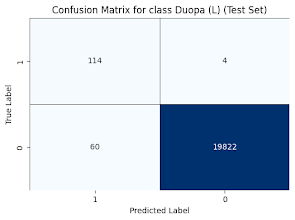 Confusion Matrix for class Duopa (L) (Test Set)
True Label
1
114
4
0
60
19822
1
0
Predicted Label